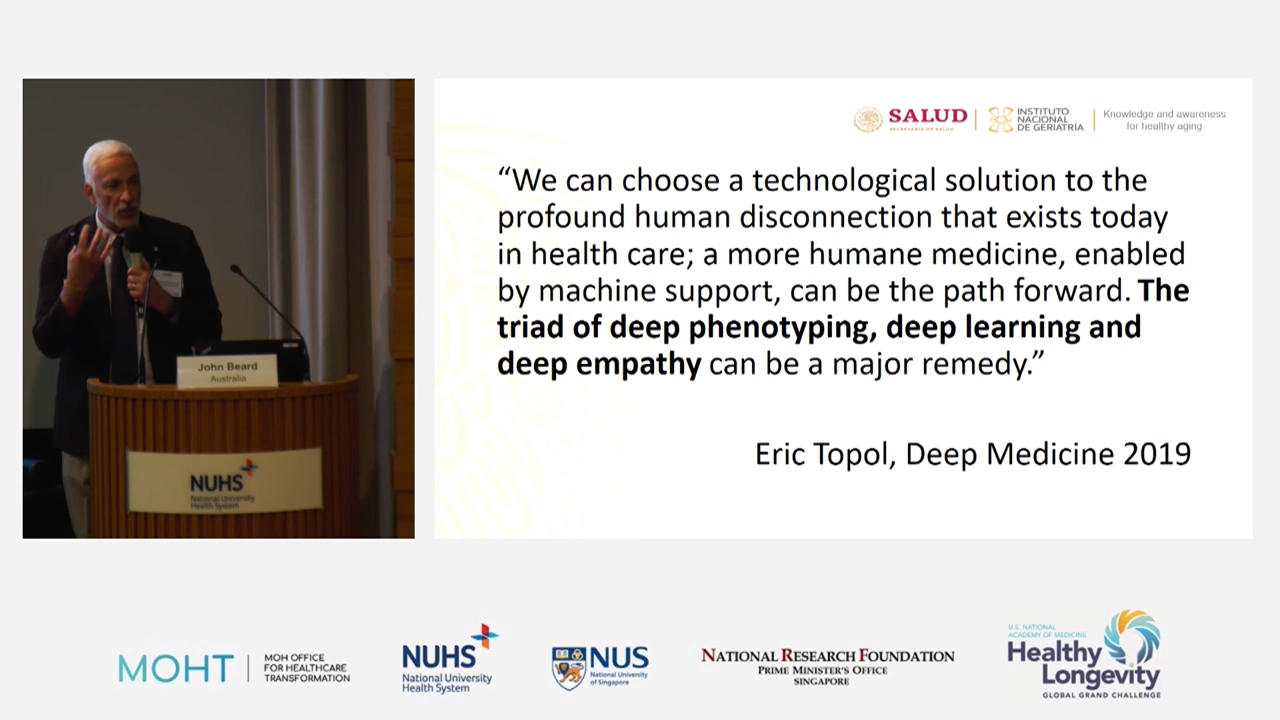 John Beard
Australia
NUHS
National University
Health System
SALUD
SECRETARÍA DE SALUD
INSTITUTO
NACIONAL
DE GERIATRÍA
Knowledge and awareness
for healthy aging
“We can choose a technological solution to the
profound human disconnection that exists today
in health care; a more humane medicine, enabled
by machine support, can be the path forward. The
triad of deep phenotyping, deep learning and
deep empathy can be a major remedy.”
Eric Topol, Deep Medicine 2019
MOHT
MOH OFFICE
FOR HEALTHCARE
TRANSFORMATION
NUHS
National University
Health System
NUS
National University
of Singapore
NATIONAL RESEARCH FOUNDATION
PRIME MINISTER'S OFFICE
SINGAPORE
U.S. NATIONAL
ACADEMY OF MEDICINE
Healthy
Longevity
GLOBAL GRAND CHALLENGE